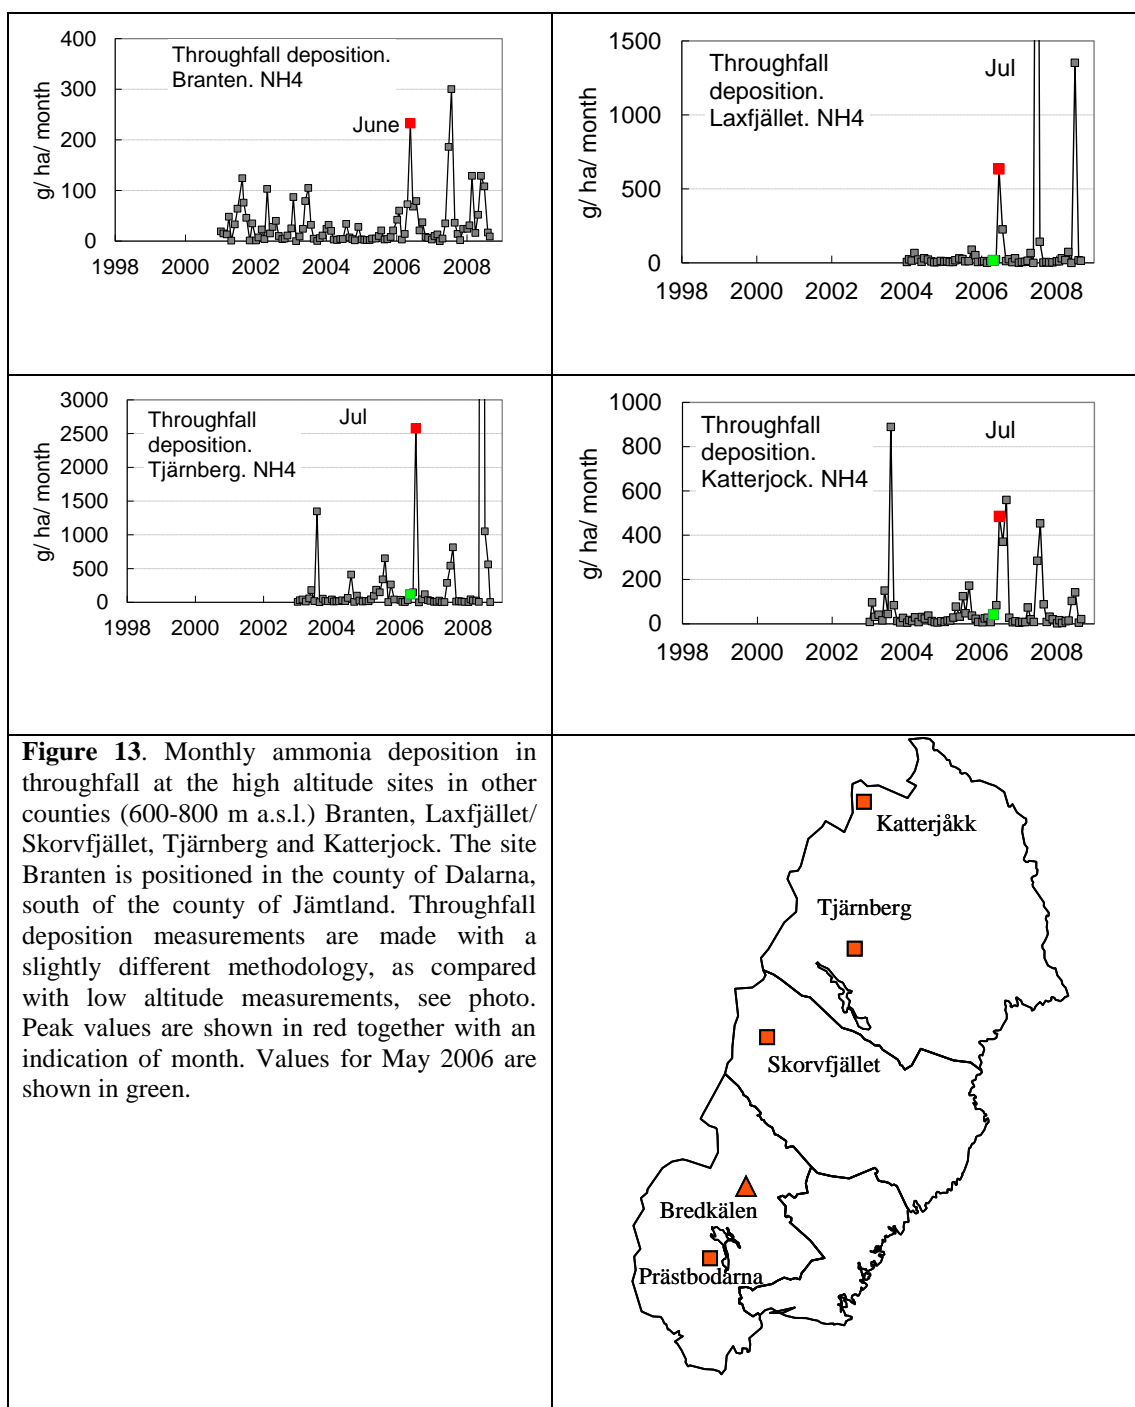 400
300
200
100
0
g/ ha/ month
Throughfall deposition.
Branten. NH4
June
1998 2000 2002 2004 2006 2008
1500
1000
500
0
g/ ha/ month
Throughfall
deposition.
Laxfjället. NH4
Jul
1998 2000 2002 2004 2006 2008
3000
2500
2000
1500
1000
500
0
g/ ha/ month
Throughfall
deposition.
Tjärnberg. NH4
Jul
1998 2000 2002 2004 2006 2008
1000
800
600
400
200
0
g/ ha/ month
Throughfall
deposition.
Katterjock. NH4
Jul
1998 2000 2002 2004 2006 2008
Figure 13. Monthly ammonia deposition in
throughfall at the high altitude sites in other
counties (600-800 m a.s.l.) Branten, Laxfjället/
Skorvfjället, Tjärnberg and Katterjock. The site
Branten is positioned in the county of Dalarna,
south of the county of Jämtland. Throughfall
deposition measurements are made with a
slightly different methodology, as compared
with low altitude measurements, see photo.
Peak values are shown in red together with an
indication of month. Values for May 2006 are
shown in green.
Katterjåkk
Tjärnberg
Skorvfjället
Bredkälen
Prästbodarna